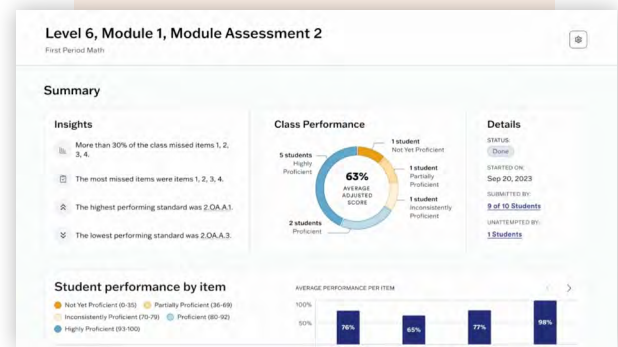 Level 6, Module 1, Module Assessment 2
First Period Math
Summary
Insights
More than 30% of the class missed items 1, 2,
3, 4.
The most missed items were items 1, 2, 3, 4.
The highest performing standard was 2.OA.A.1.
The lowest performing standard was 2.OA.A.3.
Class Performance
1 student
Not Yet Proficient
5 students
Highly
Proficient
1 student
Partially
Proficient
63%
AVERAGE
ADJUSTED
SCORE
1 student
Inconsistently
Proficient
2 students
Proficient
Details
STATUS
Done
STARTED ON:
Sep 20, 2023
SUBMITTED BY:
9 of 10 Students
UNATTEMPTED BY:
1 Students
Student performance by item
Not Yet Proficient (0-35) Partially Proficient (36-69)
Inconsistently Proficient (70-79) Proficient (80-92)
Highly Proficient (93-100)
AVERAGE PERFORMANCE PER ITEM
100%
50%
76%
65%
77%
98%